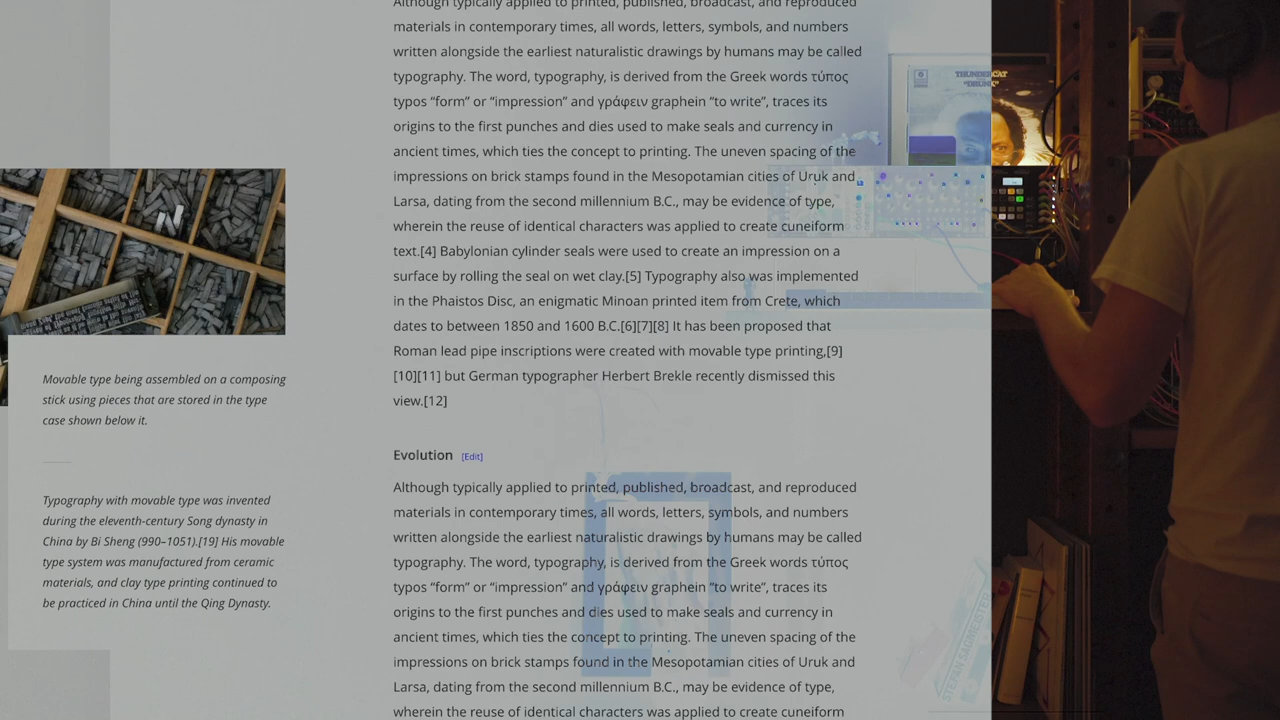 Although typically applied to printed, published, broadcast, and reproduced
materials in contemporary times, all words, letters, symbols, and numbers
written alongside the earliest naturalistic drawings by humans may be called
typography. The word, typography, is derived from the Greek words τύπος
typos “form” or “impression” and γράφειν graphein “to write”, traces its
origins to the first punches and dies used to make seals and currency in
ancient times, which ties the concept to printing. The uneven spacing of the
impressions on brick stamps found in the Mesopotamian cities of Uruk and
Larsa, dating from the second millennium B.C., may be evidence of type,
wherein the reuse of identical characters was applied to create cuneiform
text.[4] Babylonian cylinder seals were used to create an impression on a
surface by rolling the seal on wet clay.[5] Typography also was implemented
in the Phaistos Disc, an enigmatic Minoan printed item from Crete, which
dates to between 1850 and 1600 B.C.[6][7][8] It has been proposed that
Roman lead pipe inscriptions were created with movable type printing,[9]
[10][11] but German typographer Herbert Brekle recently dismissed this
view.[12]
Evolution [Edit]
Although typically applied to printed, published, broadcast, and reproduced
materials in contemporary times, all words, letters, symbols, and numbers
written alongside the earliest naturalistic drawings by humans may be called
typography. The word, typography, is derived from the Greek words τύπος
typos “form” or “impression” and γράφειν graphein “to write”, traces its
origins to the first punches and dies used to make seals and currency in
ancient times, which ties the concept to printing. The uneven spacing of the
impressions on brick stamps found in the Mesopotamian cities of Uruk and
Larsa, dating from the second millennium B.C., may be evidence of type,
wherein the reuse of identical characters was applied to create cuneiform
Movable type being assembled on a composing
stick using pieces that are stored in the type
case shown below it.
Typography with movable type was invented
during the eleventh-century Song dynasty in
China by Bi Sheng (990–1051).[19] His movable
type system was manufactured from ceramic
materials, and clay type printing continued to
be practiced in China until the Qing Dynasty.
THUNDERCAT
"DRUNK"
STEFAN SAGMEISTER